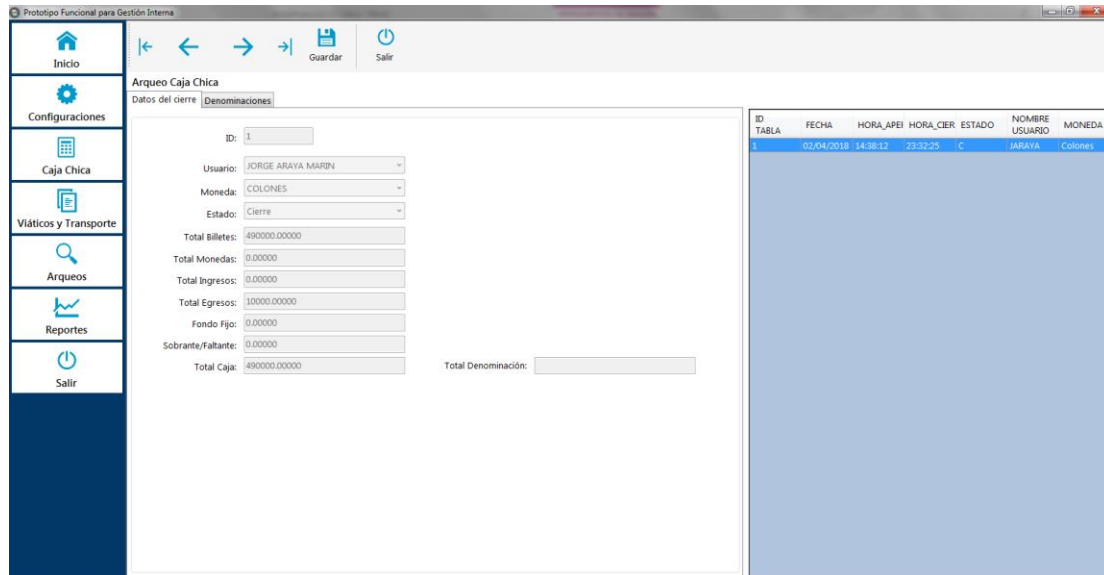 Prototipo Funcional para Gestión Interna
Inicio
Configuraciones
Caja Chica
Viáticos y Transporte
Arqueos
Reportes
Salir
Guardar
Salir
Arqueo Caja Chica
Datos del cierre
Denominaciones
ID: 1
Usuario: JORGE ARAYA MARIN
Moneda: COLONES
Estado: Cierre
Total Billetes: 490000.00000
Total Monedas: 0.00000
Total Ingresos: 0.00000
Total Egresos: 10000.00000
Fondo Fijo: 0.00000
Sobrante/Faltante: 0.00000
Total Caja: 490000.00000
Total Denominación:
ID TABLA FECHA HORA_APEI HORA_CIER ESTADO NOMBRE USUARIO MONEDA
1 02/04/2018 14:38:12 23:32:25 C JARAYA Colones